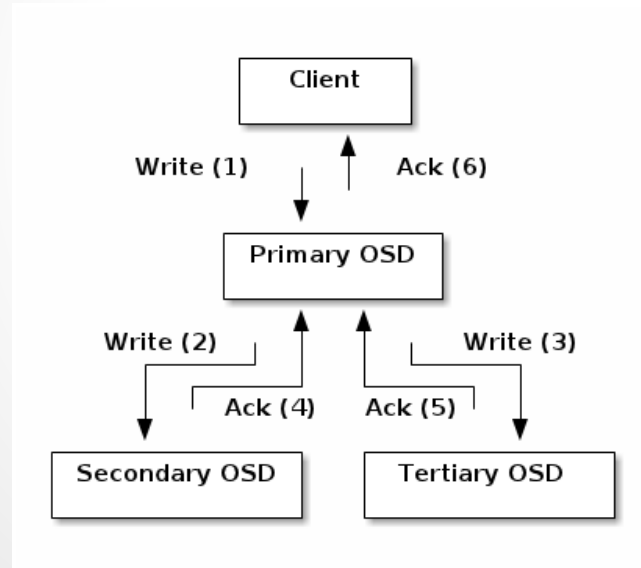 Client
Write (1) Ack (6)
Primary OSD
Write (2) Write (3)
Ack (4) Ack (5)
Secondary OSD Tertiary OSD